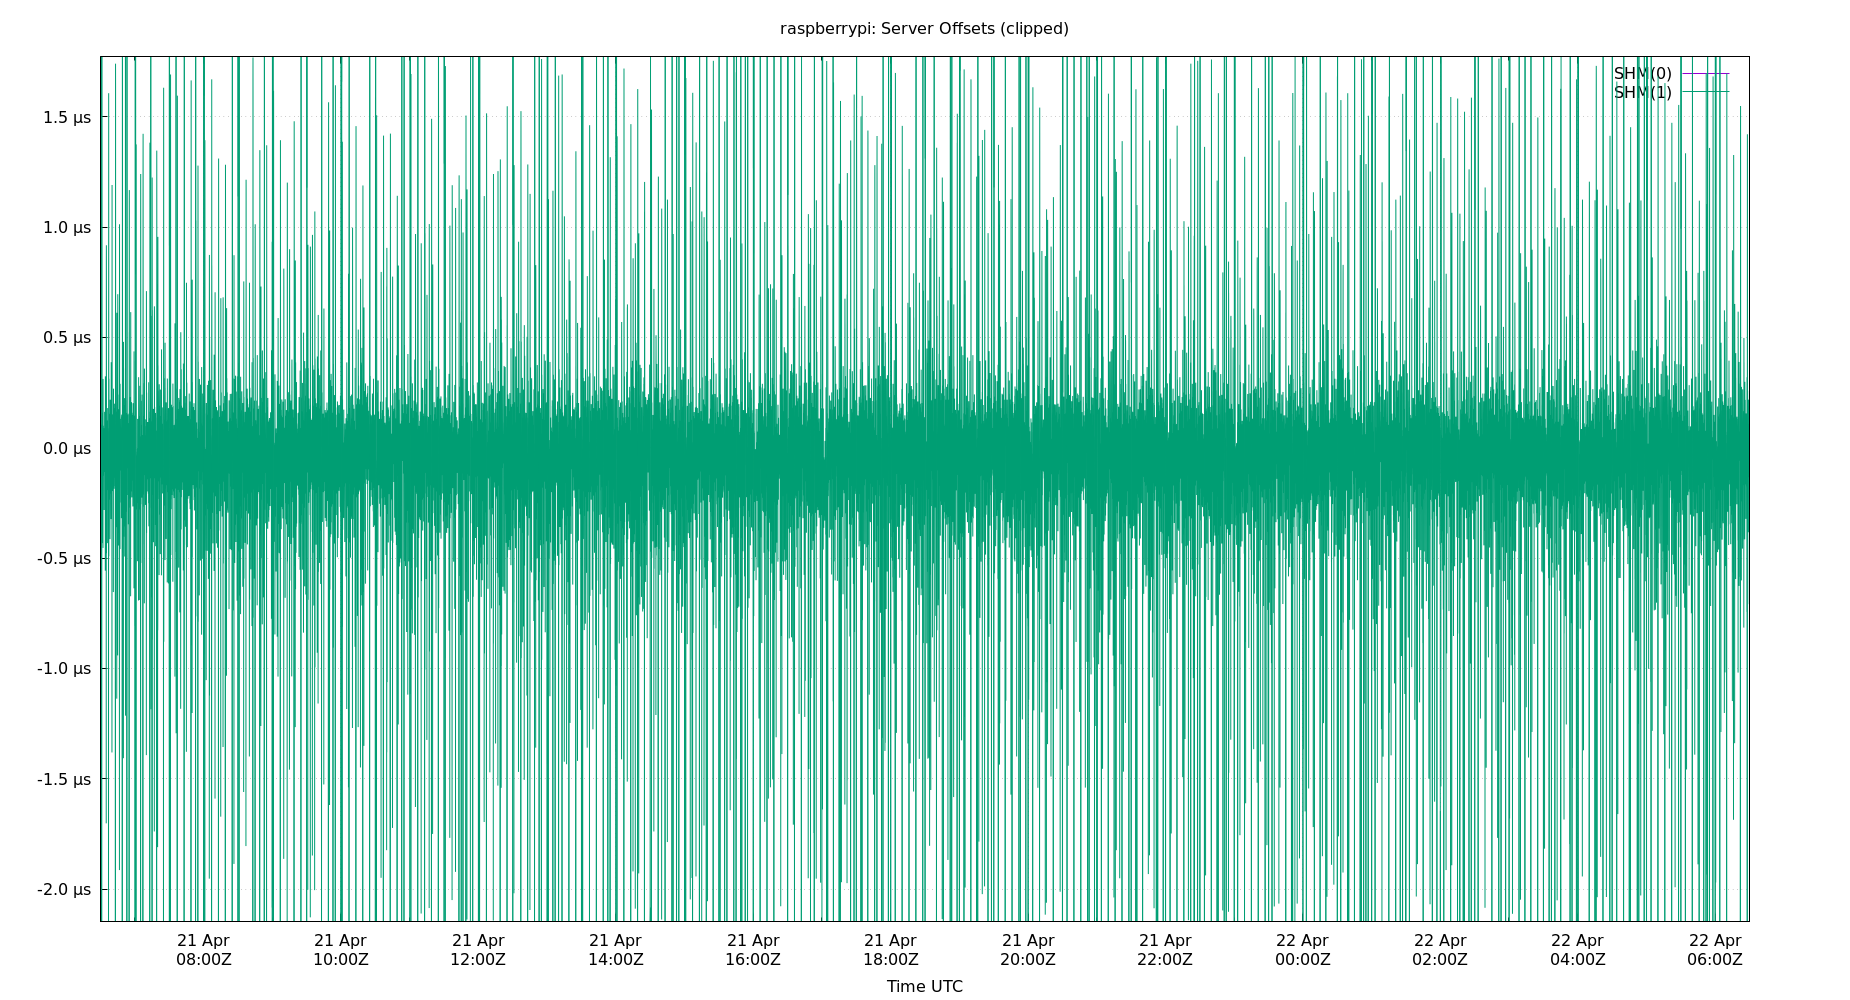 raspberrypi: Server Offsets (clipped)
SHM(0)
SHM(1)
1.5 µs
1.0 µs
0.5 µs
0.0 µs
-0.5 µs
-1.0 µs
-1.5 µs
-2.0 µs
21 Apr 21 Apr 21 Apr 21 Apr 21 Apr 21 Apr 21 Apr 21 Apr 22 Apr 22 Apr 22 Apr 22 Apr
08:00Z 10:00Z 12:00Z 14:00Z 16:00Z 18:00Z 20:00Z 22:00Z 00:00Z 02:00Z 04:00Z 06:00Z
Time UTC